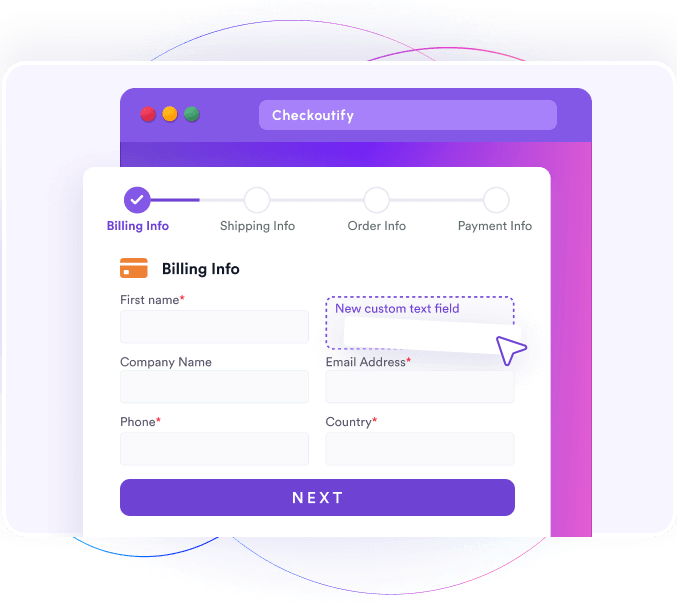 Checkoutify
Billing Info
Shipping Info
Order Info
Payment Info
Billing Info
First name*
New custom text field
Company Name
Email Address*
Phone*
Country*
NEXT